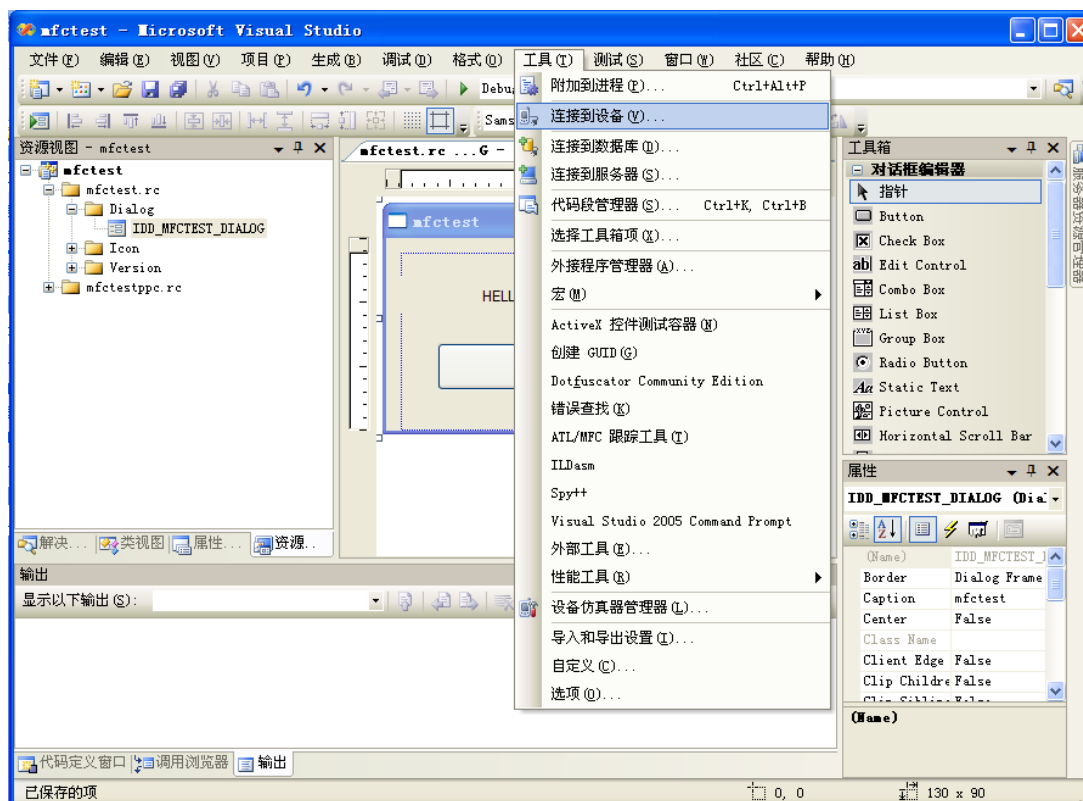 mfctest - Microsoft Visual Studio
文件(F) 编辑(E) 视图(V) 项目(P) 生成(B) 调试(D) 格式(O) 工具(T) 测试(S) 窗口(W) 社区(C) 帮助(H)
Debu
Sams
资源视图 - mfctest
mfctest
mfctest.rc
Dialog
IDD_MFCTEST_DIALOG
Icon
Version
mfctestppc.rc
解决... 类视图 属性... 资源..
mfctest.rc ...G -
mfctest
HELL
附加到进程(P)... Ctrl+Alt+P
连接到设备(V)...
连接到数据库(D)...
连接到服务器(S)...
代码段管理器(S)... Ctrl+K, Ctrl+B
选择工具箱项(X)...
外接程序管理器(A)...
宏(M)
ActiveX 控件测试容器(N)
创建 GUID(G)
Dotfuscator Community Edition
错误查找(K)
ATL/MFC 跟踪工具(T)
ILDasm
Spy++
Visual Studio 2005 Command Prompt
外部工具(E)...
性能工具(R)
设备仿真器管理器(L)...
导入和导出设置(I)...
自定义(C)...
选项(O)...
工具箱
对话框编辑器
指针
Button
Check Box
Edit Control
Combo Box
List Box
Group Box
Radio Button
Static Text
Picture Control
Horizontal Scroll Bar
服务器资源管理器
属性
IDD_MFCTEST_DIALOG (Dia
(Name) IDD_MFCTEST_
Border Dialog Frame
Caption mfctest
Center False
Class Name
Client Edge False
Clip Childre False
(Name)
输出
显示以下输出(S):
代码定义窗口 调用浏览器 输出
已保存的项 0, 0 130 x 90